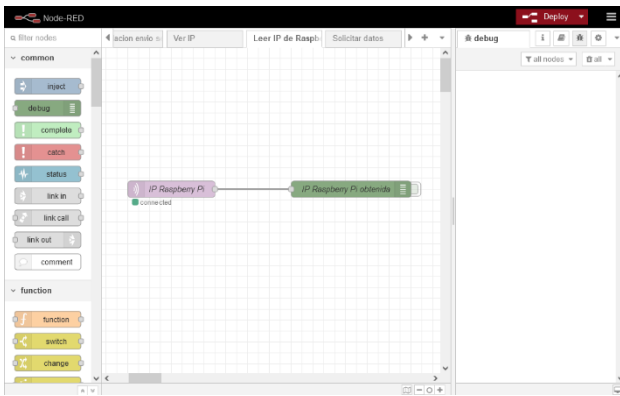 Node-RED
Deploy
filter nodes
acion envio s
Ver IP
Leer IP de Raspb
Solicitar datos
debug
i
all nodes
all
common
inject
debug
complete
catch
status
link in
link call
link out
comment
function
function
switch
change
IP Raspberry Pi
connected
IP Raspberry Pi obtenida